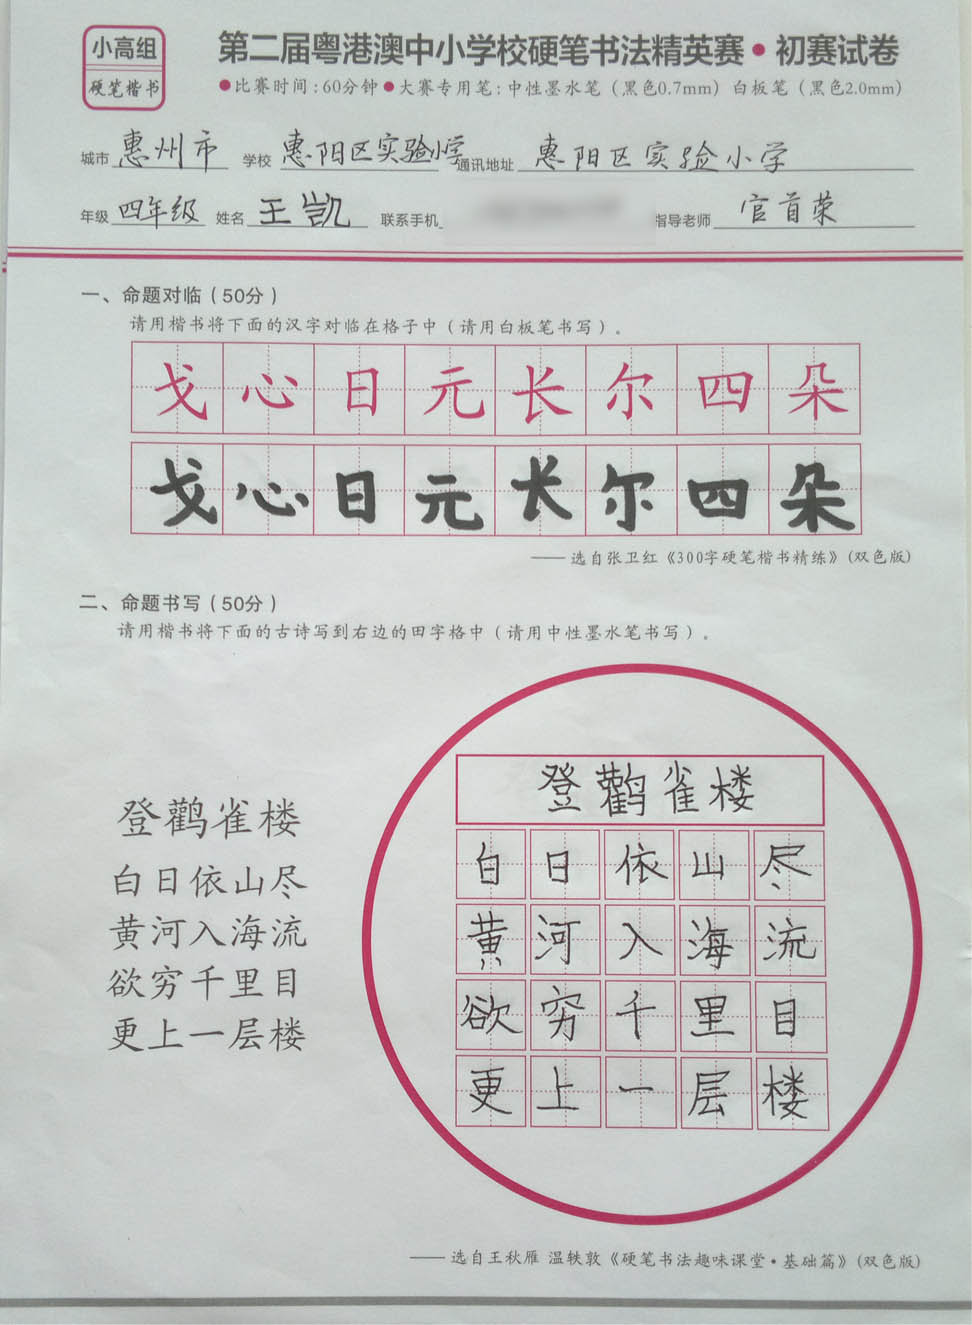 小高组
硬笔楷书
第二届粤港澳中小学校硬笔书法精英赛•初赛试卷
●比赛时间:60分钟●大赛专用笔:中性墨水笔（黑色0.7mm）白板笔（黑色2.0mm）
城市 惠州市 学校 惠阳区实验小学 通讯地址 惠阳区实验小学
年级 四年级 姓名 王凯 联系手机 指导老师 官首荣
一、命题对临（50分）
请用楷书将下面的汉字对临在格子中（请用白板笔书写）。
戈心日元长尔四朵
戈心日元长尔四朵
—— 选自张卫红《300字硬笔楷书精练》(双色版)
二、命题书写（50分）
请用楷书将下面的古诗写到右边的田字格中（请用中性墨水笔书写）。
登鹳雀楼
白日依山尽
黄河入海流
欲穷千里目
更上一层楼
登鹳雀楼
白日依山尽
黄河入海流
欲穷千里目
更上一层楼
—— 选自王秋雁 温轶敦《硬笔书法趣味课堂·基础篇》(双色版)